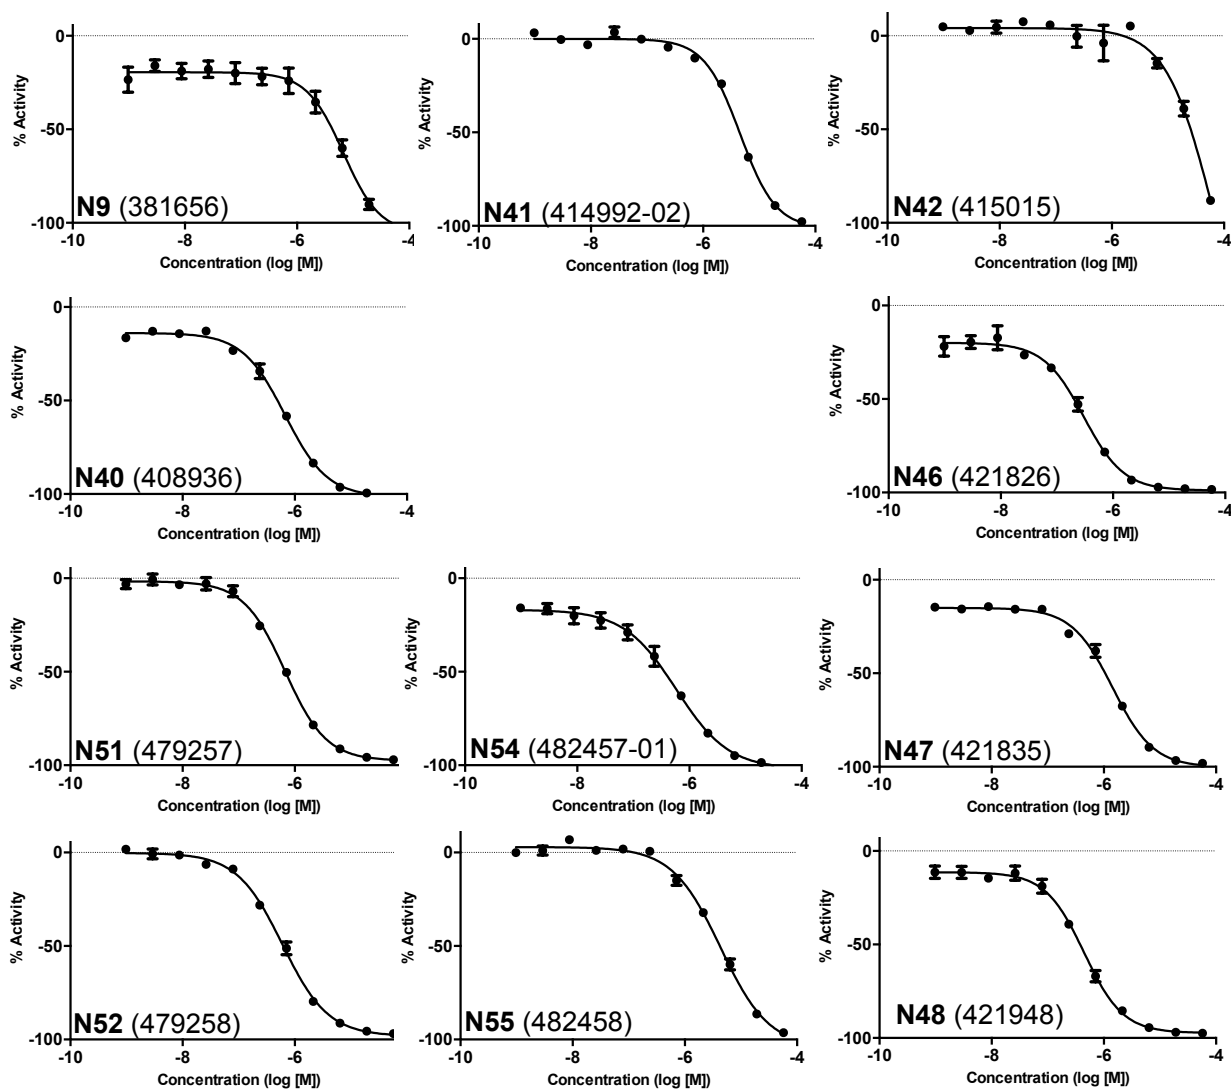 0
-50
-100
% Activity
N9 (381656)
-10
-8
-6
-4
Concentration (log [M])
0
-50
-100
% Activity
N41 (414992-02)
-10
-8
-6
-4
Concentration (log [M])
0
-50
-100
% Activity
N42 (415015)
-10
-8
-6
-4
Concentration (log [M])
0
-50
-100
% Activity
N40 (408936)
-10
-8
-6
-4
Concentration (log [M])
0
-50
-100
% Activity
N46 (421826)
-10
-8
-6
-4
Concentration (log [M])
0
-50
-100
% Activity
N51 (479257)
-10
-8
-6
-4
Concentration (log [M])
0
-50
-100
% Activity
N54 (482457-01)
-10
-8
-6
-4
Concentration (log [M])
0
-50
-100
% Activity
N47 (421835)
-10
-8
-6
-4
Concentration (log [M])
0
-50
-100
% Activity
N52 (479258)
-10
-8
-6
-4
Concentration (log [M])
0
-50
-100
% Activity
N55 (482458)
-10
-8
-6
-4
Concentration (log [M])
0
-50
-100
% Activity
N48 (421948)
-10
-8
-6
-4
Concentration (log [M])